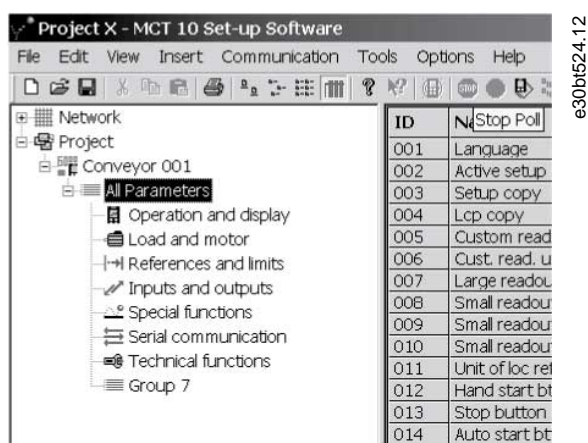 Project X - MCT 10 Set-up Software
File Edit View Insert Communication Tools Options Help
STOP
Network
Project
Conveyor 001
All Parameters
Operation and display
Load and motor
References and limits
Inputs and outputs
Special functions
Serial communication
Technical functions
Group 7
ID
Stop Poll
001 Language
002 Active setup
003 Setup copy
004 Lcp copy
005 Custom read
006 Cust. read. u
007 Large readou
008 Small readou
009 Small readou
010 Small readou
011 Unit of loc ref
012 Hand start bt
013 Stop button
014 Auto start bt
e30bt524.12